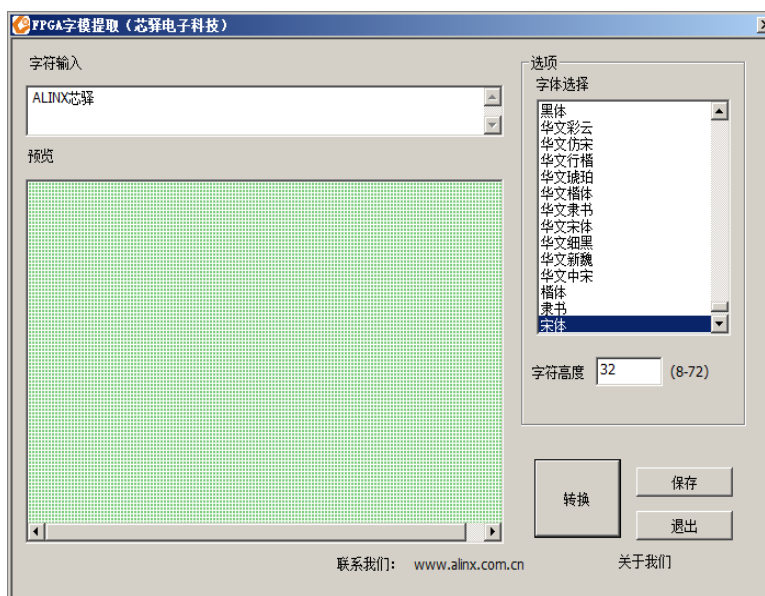 FPGA字模提取（芯驿电子科技）
字符输入
ALINX芯驿
预览
选项
字体选择
黑体
华文彩云
华文仿宋
华文行楷
华文琥珀
华文楷体
华文隶书
华文宋体
华文细黑
华文新魏
华文中宋
楷体
隶书
宋体
字符高度 32 (8-72)
转换
保存
退出
联系我们： www.alinx.com.cn
关于我们